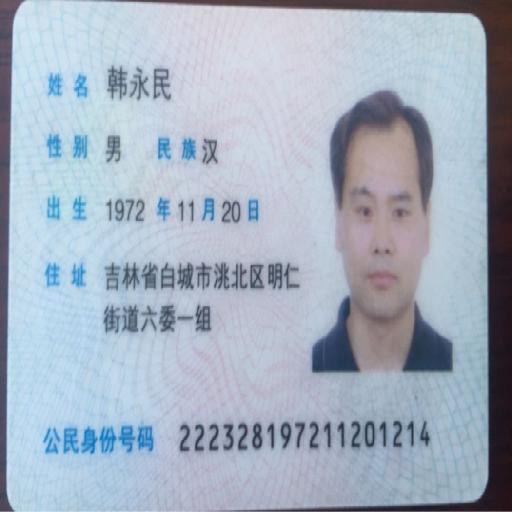 姓名 韩永民
性别 男 民族 汉
出生 1972 年 11 月 20 日
住址 吉林省白城市洮北区明仁
街道六委一组
公民身份号码 222328197211201214